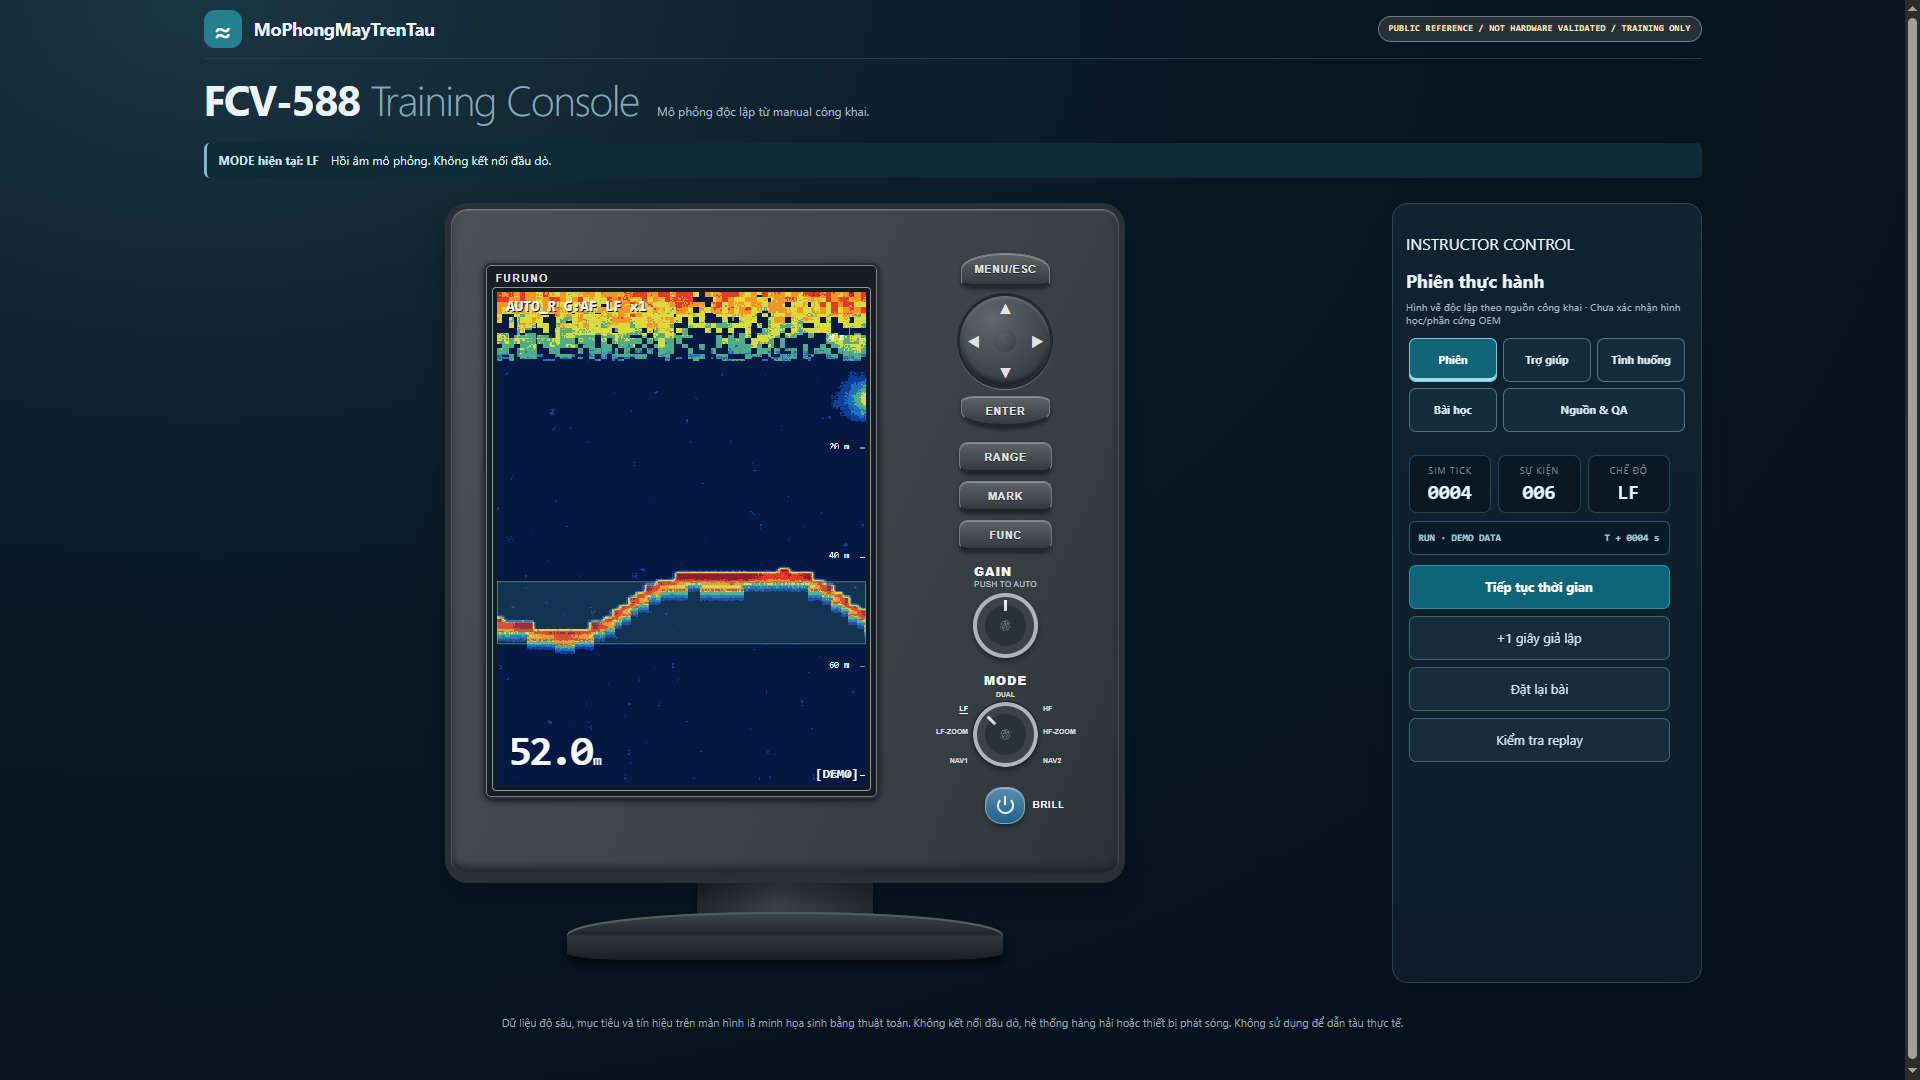 ≈ MoPhongMayTrenTau
PUBLIC REFERENCE / NOT HARDWARE VALIDATED / TRAINING ONLY
FCV-588 Training Console Mô phỏng độc lập từ manual công khai.
MODE hiện tại: LF Hồi âm mô phỏng. Không kết nối đầu dò.
FURUNO
AUTO_R G:AF LF x1
20 m
40 m
60 m
52.0m
[DEMO]
MENU/ESC
ENTER
RANGE
MARK
FUNC
GAIN
PUSH TO AUTO
MODE
DUAL
LF
HF
LF-ZOOM
HF-ZOOM
NAV1
NAV2
BRILL
INSTRUCTOR CONTROL
Phiên thực hành
Hình vẽ độc lập theo nguồn công khai · Chưa xác nhận hình
học/phần cứng OEM
Phiên
Trợ giúp
Tình huống
Bài học
Nguồn & QA
SIM TICK
0004
SỰ KIỆN
006
CHẾ ĐỘ
LF
RUN · DEMO DATA
T + 0004 s
Tiếp tục thời gian
+1 giây giả lập
Đặt lại bài
Kiểm tra replay
Dữ liệu độ sâu, mục tiêu và tín hiệu trên màn hình là minh họa sinh bằng thuật toán. Không kết nối đầu dò, hệ thống hàng hải hoặc thiết bị phát sóng. Không sử dụng để dẫn tàu thực tế.